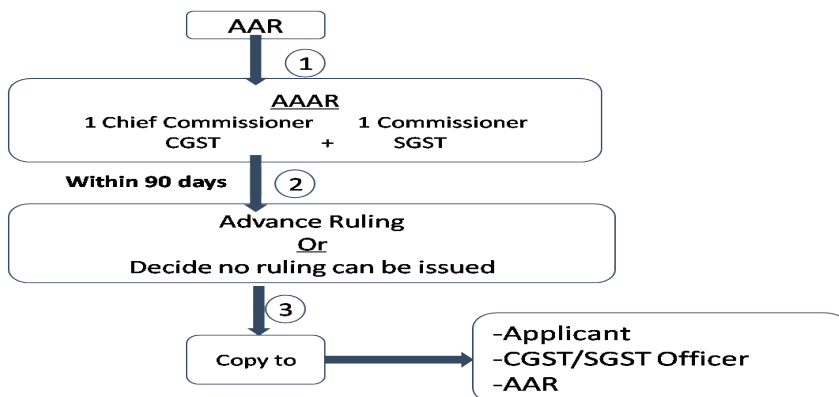 AAR
1
AAAR
1 Chief Commissioner 1 Commissioner
CGST + SGST
Within 90 days 2
Advance Ruling
Or
Decide no ruling can be issued
3
Copy to
-Applicant
-CGST/SGST Officer
-AAR